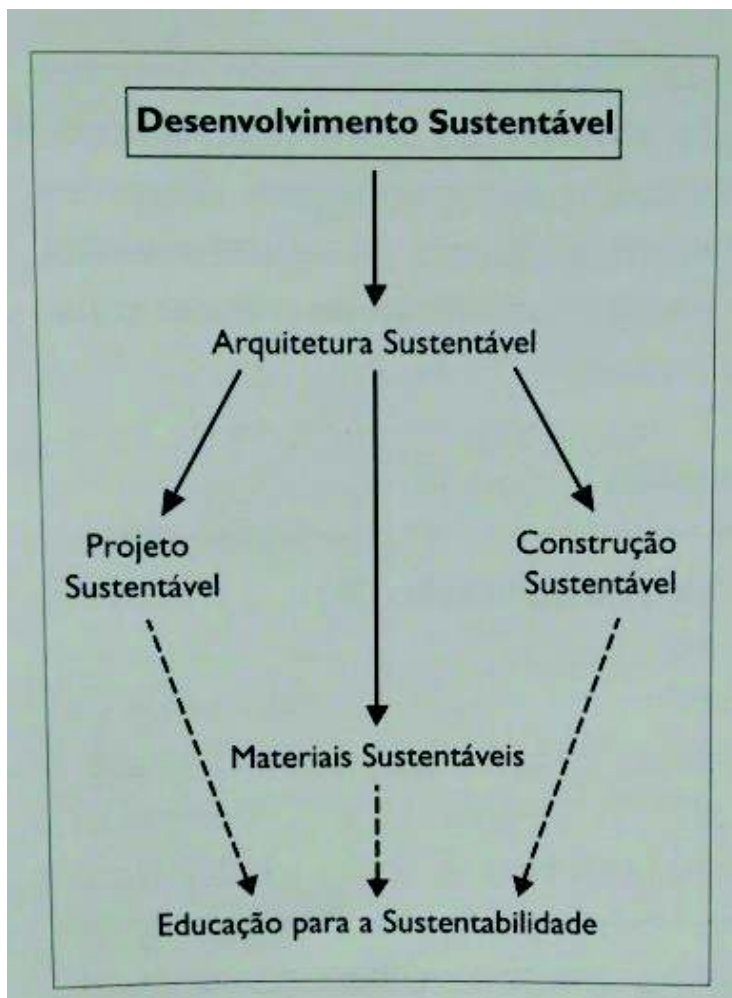 Desenvolvimento Sustentável
Arquitetura Sustentável
Projeto
Sustentável
Construção
Sustentável
Materiais Sustentáveis
Educação para a Sustentabilidade